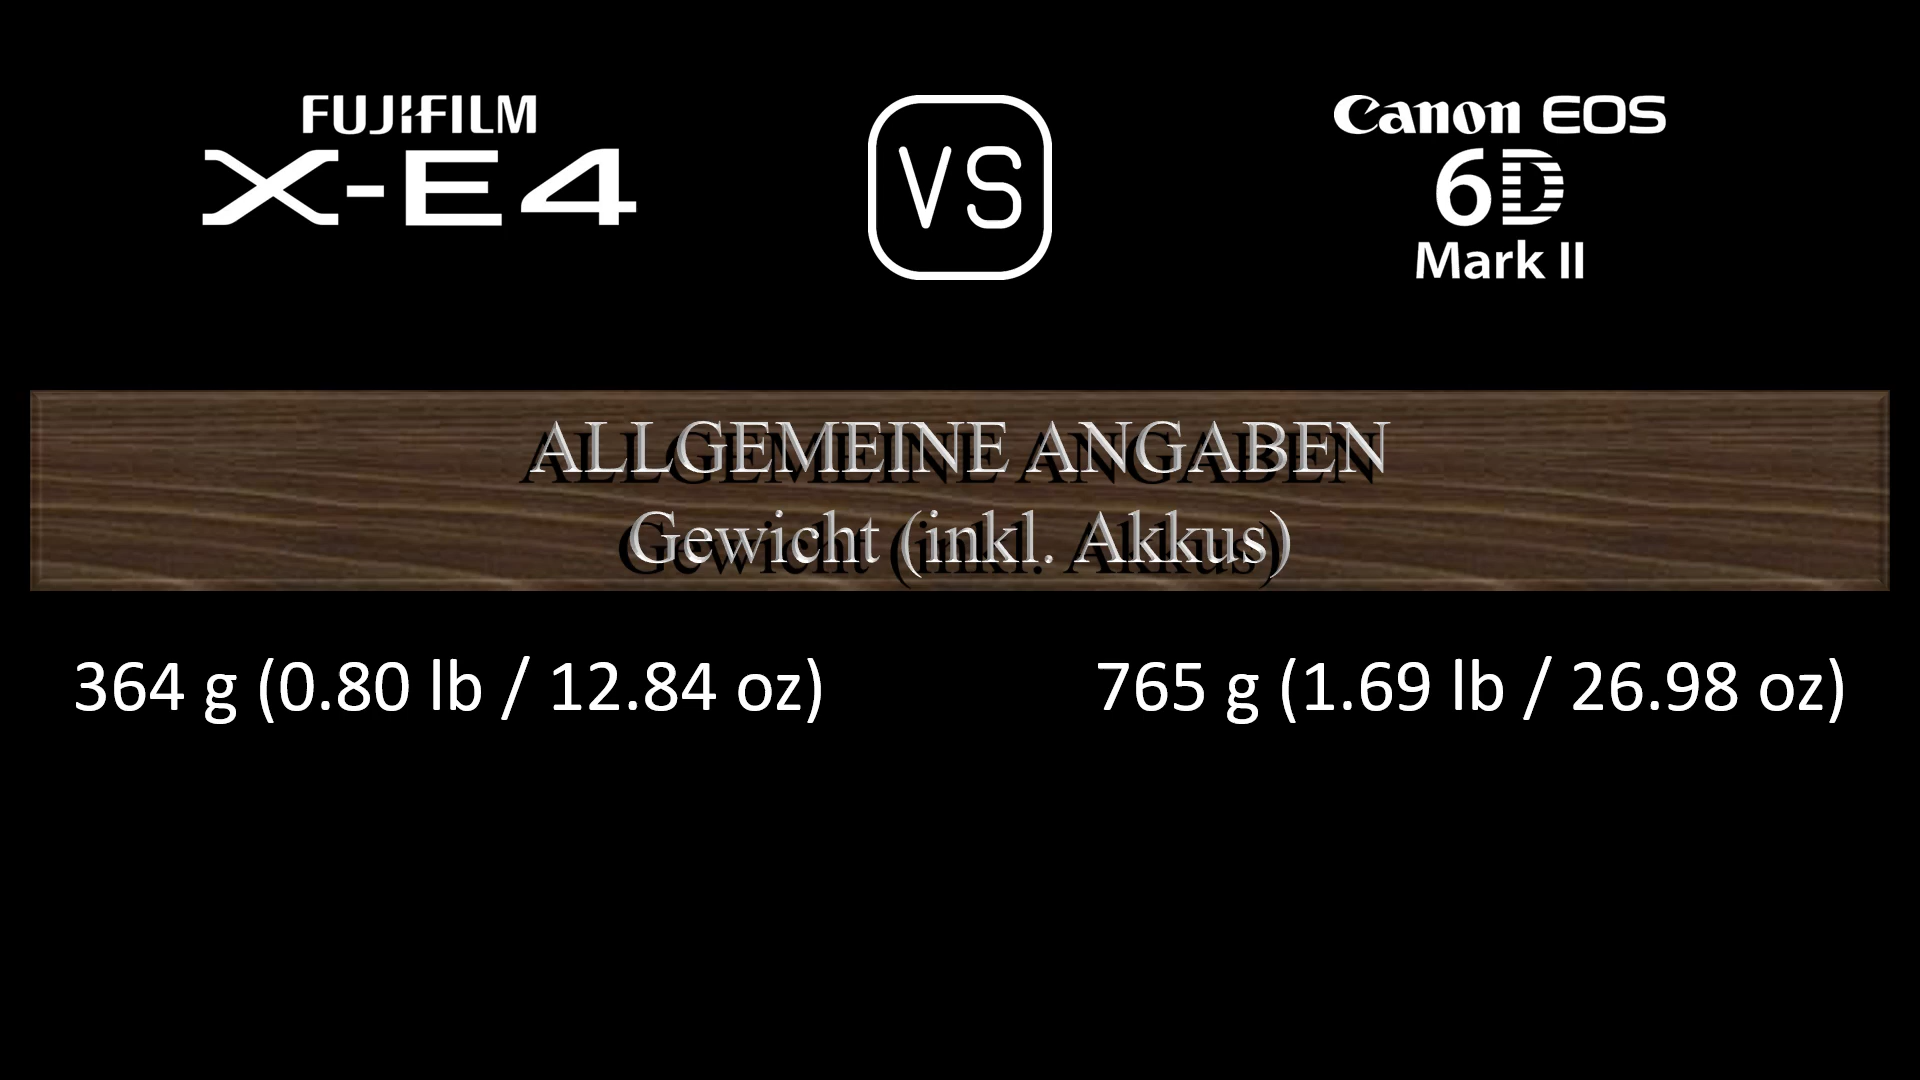 FUJIFILM
X-E4
VS
Canon EOS
6D
Mark II
ALLGEMEINE ANGABEN
Gewicht (inkl. Akkus)
364 g (0.80 lb / 12.84 oz)
765 g (1.69 lb / 26.98 oz)